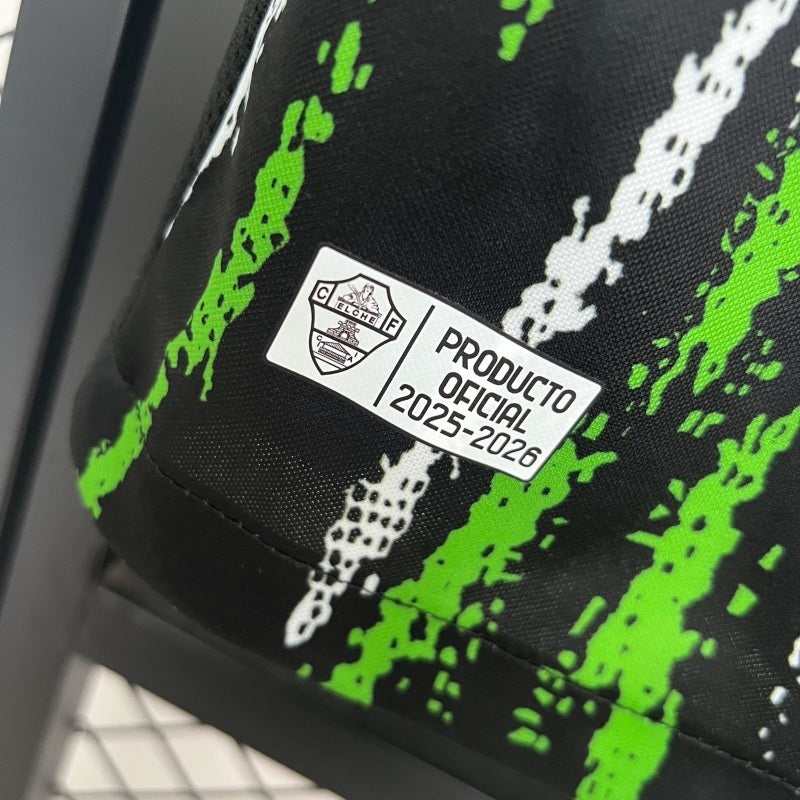 C F
ELCHE
PRODUCTO
OFICIAL
2025-2026